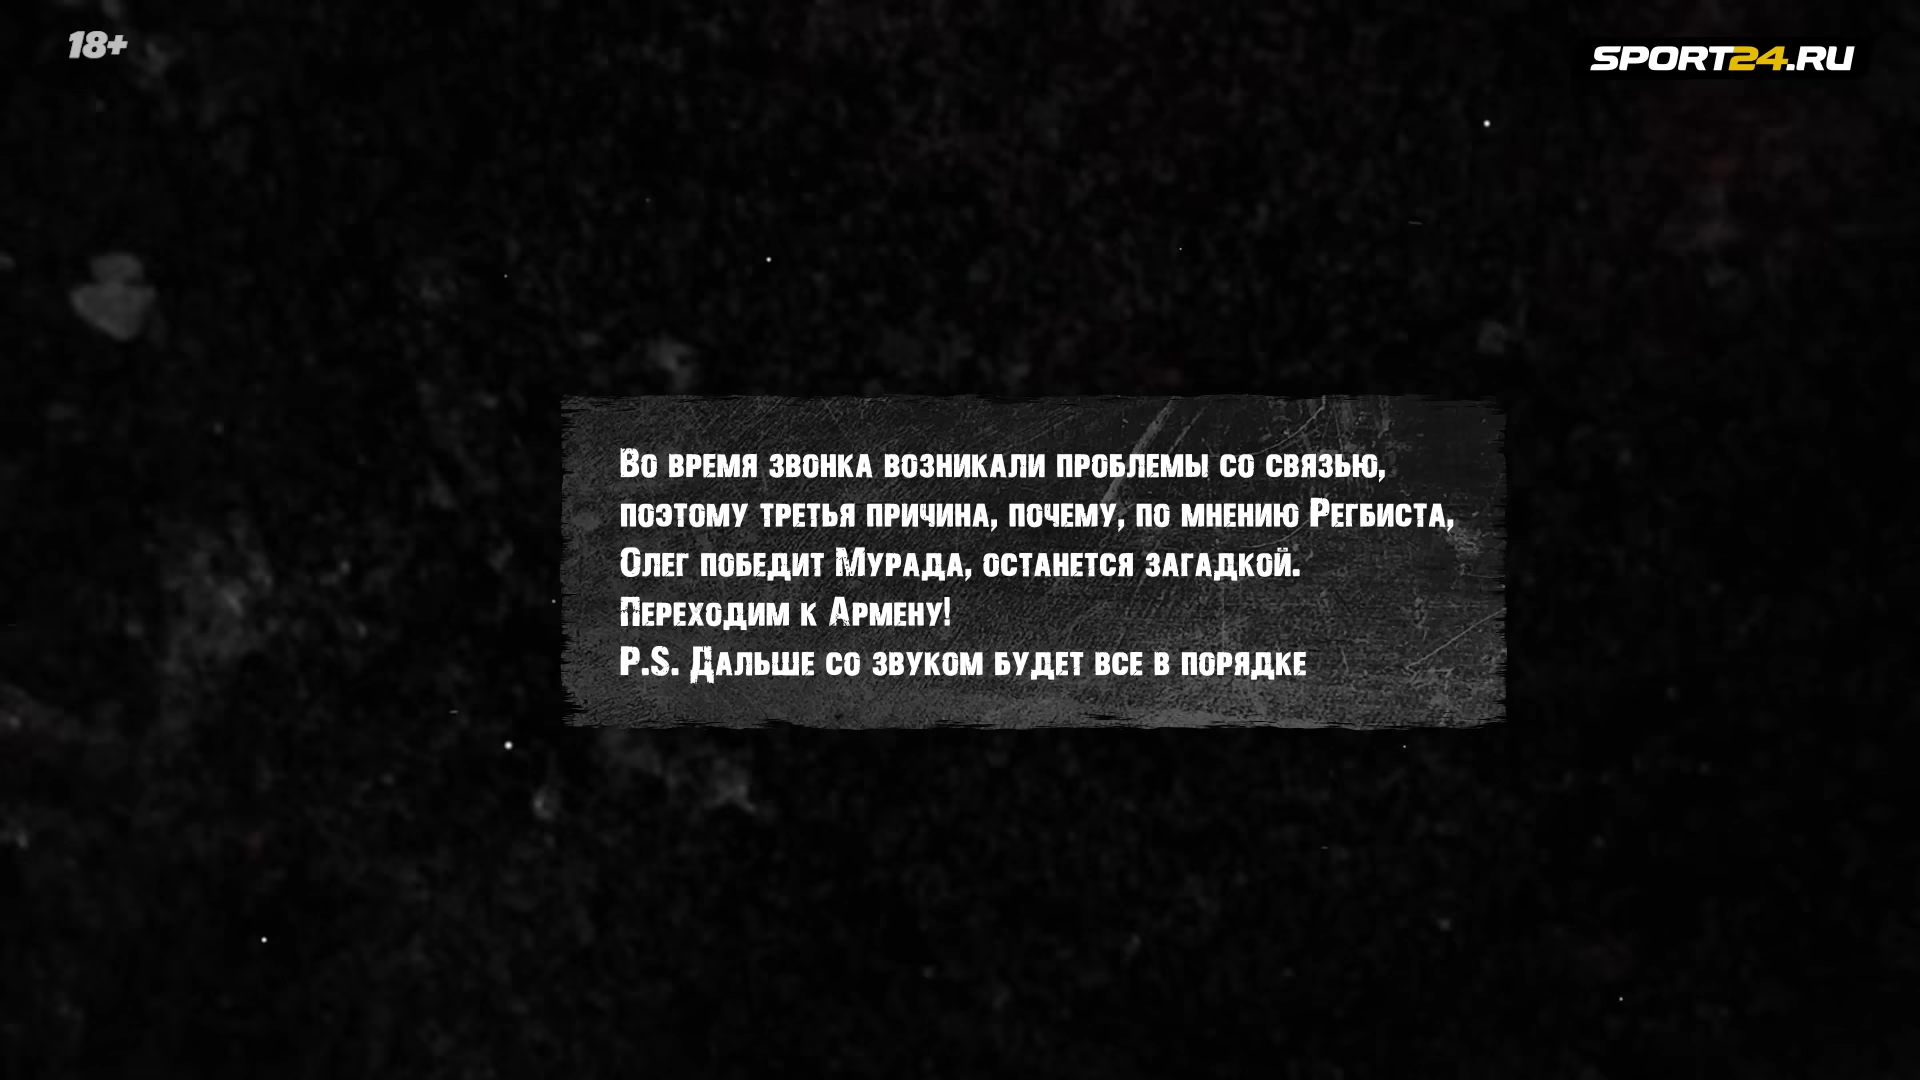 18+
SPORT24.RU
Во время звонка возникали проблемы со связью,
поэтому третья причина, почему, по мнению Регбиста,
Олег победит Мурада, останется загадкой.
Переходим к Армену!
P.S. Дальше со звуком будет все в порядке